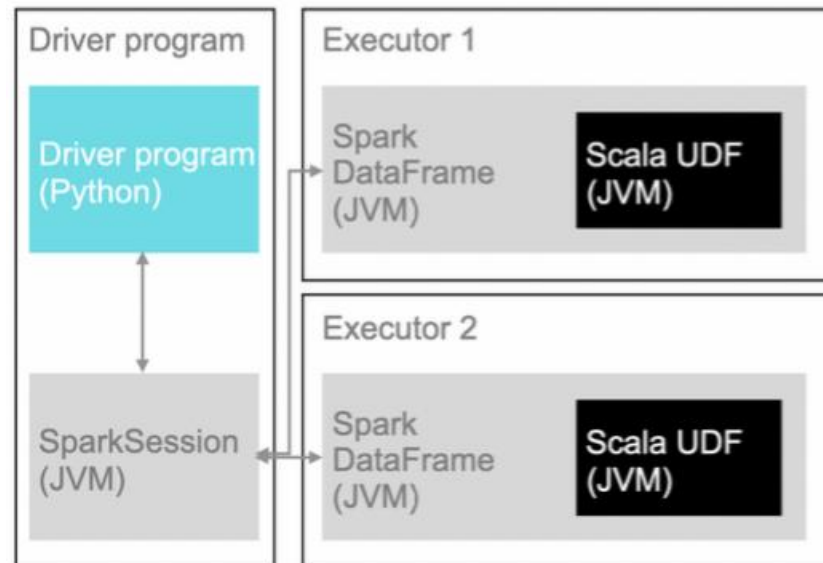 Driver program
Driver program
(Python)
SparkSession
(JVM)
Executor 1
Spark
DataFrame
(JVM)
Scala UDF
(JVM)
Executor 2
Spark
DataFrame
(JVM)
Scala UDF
(JVM)